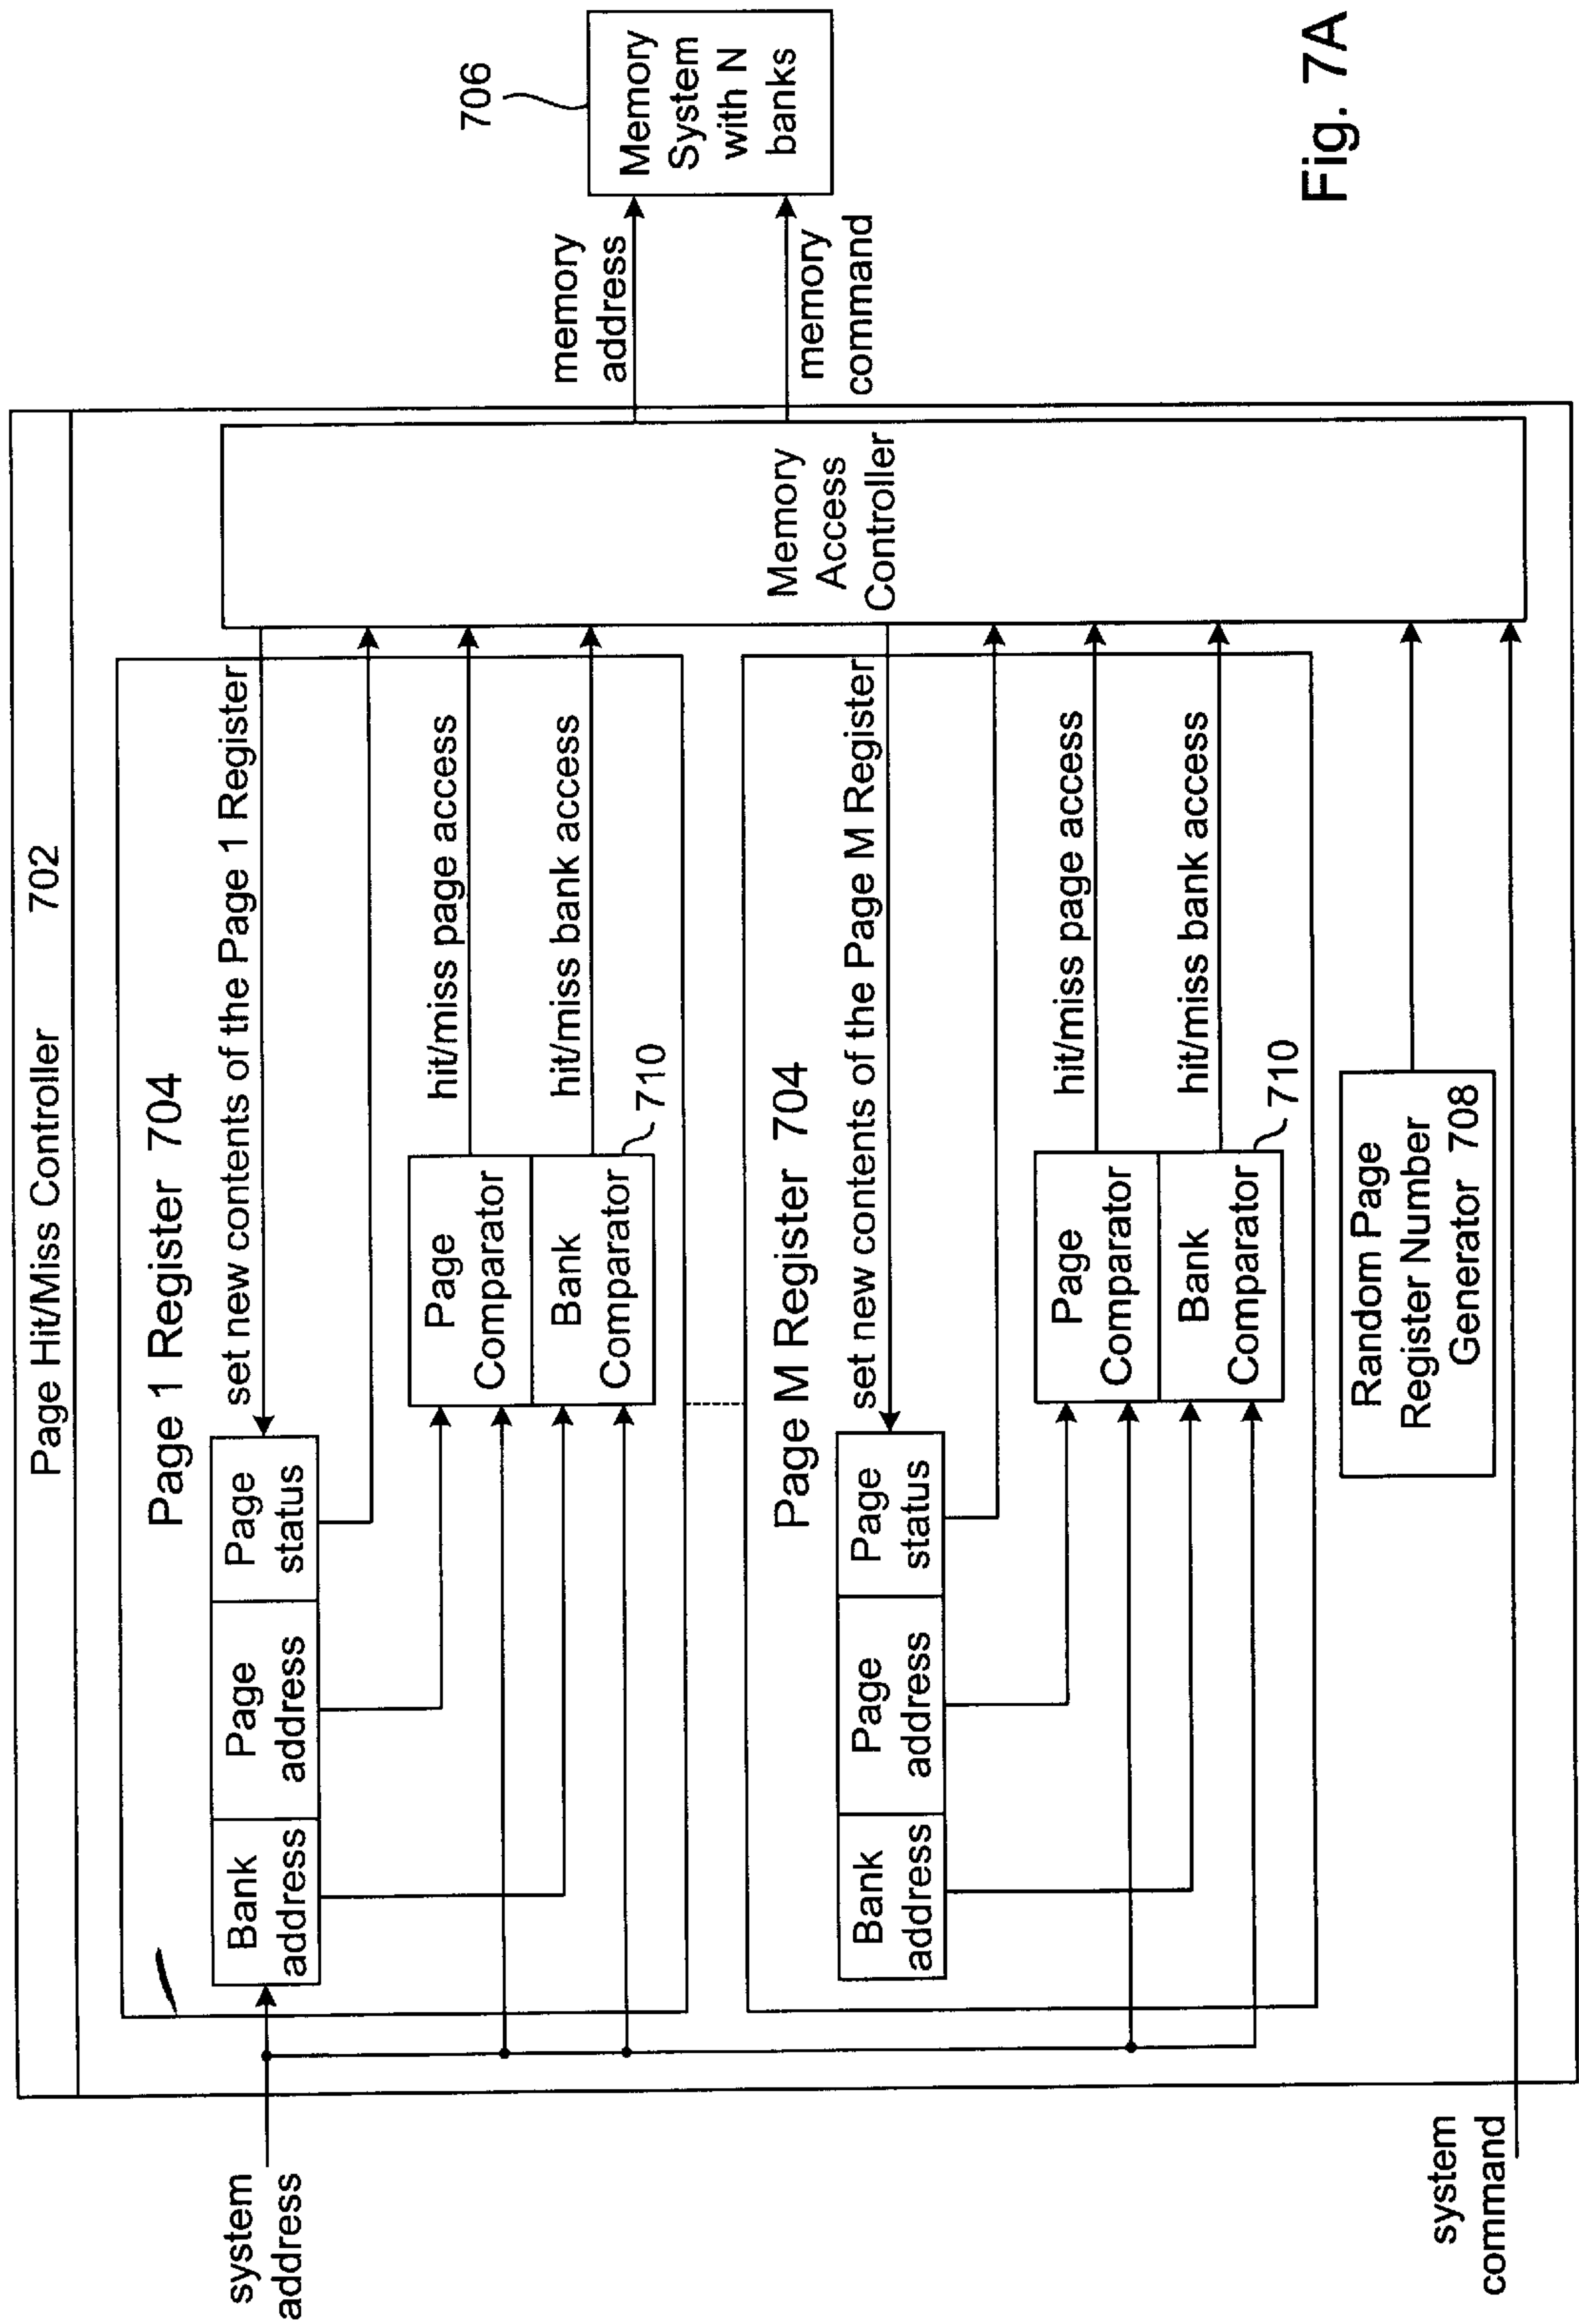 Page Hit/Miss Controller 702
system
address
Page 1 Register 704
Bank
address
Page
address
Page
status
set new contents of the Page 1 Register
Page
Comparator
Bank
Comparator
710
hit/miss page access
hit/miss bank access
Page M Register 704
Bank
address
Page
address
Page
status
set new contents of the Page M Register
Page
Comparator
Bank
Comparator
710
hit/miss page access
hit/miss bank access
Random Page
Register Number
Generator 708
system
command
Memory
Access
Controller
memory
address
memory
command
706
Memory
System
with N
banks
Fig. 7A